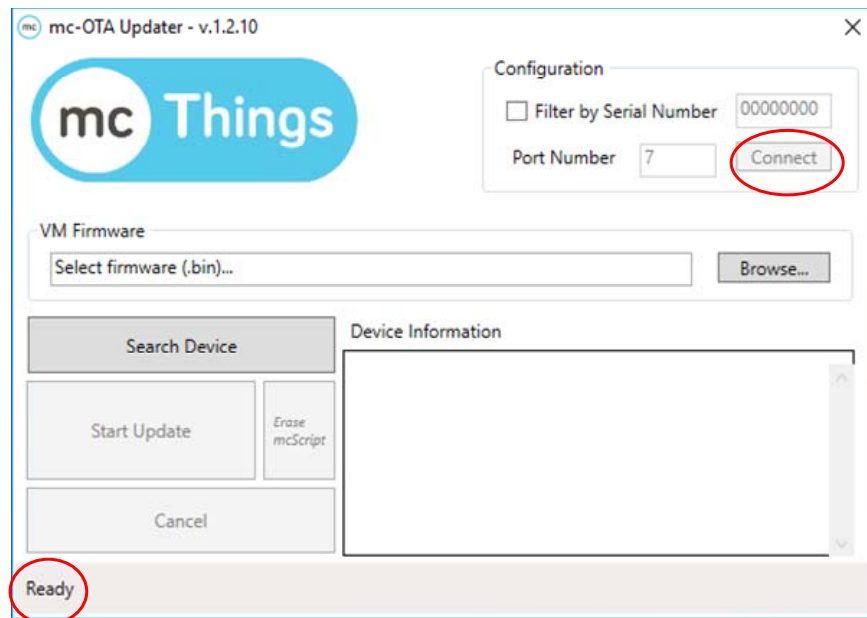 mc mc-OTA Updater - v.1.2.10
mc Things
Configuration
Filter by Serial Number 00000000
Port Number 7 Connect
VM Firmware
Select firmware (.bin)... Browse...
Search Device
Device Information
Start Update
Erase
mcScript
Cancel
Ready